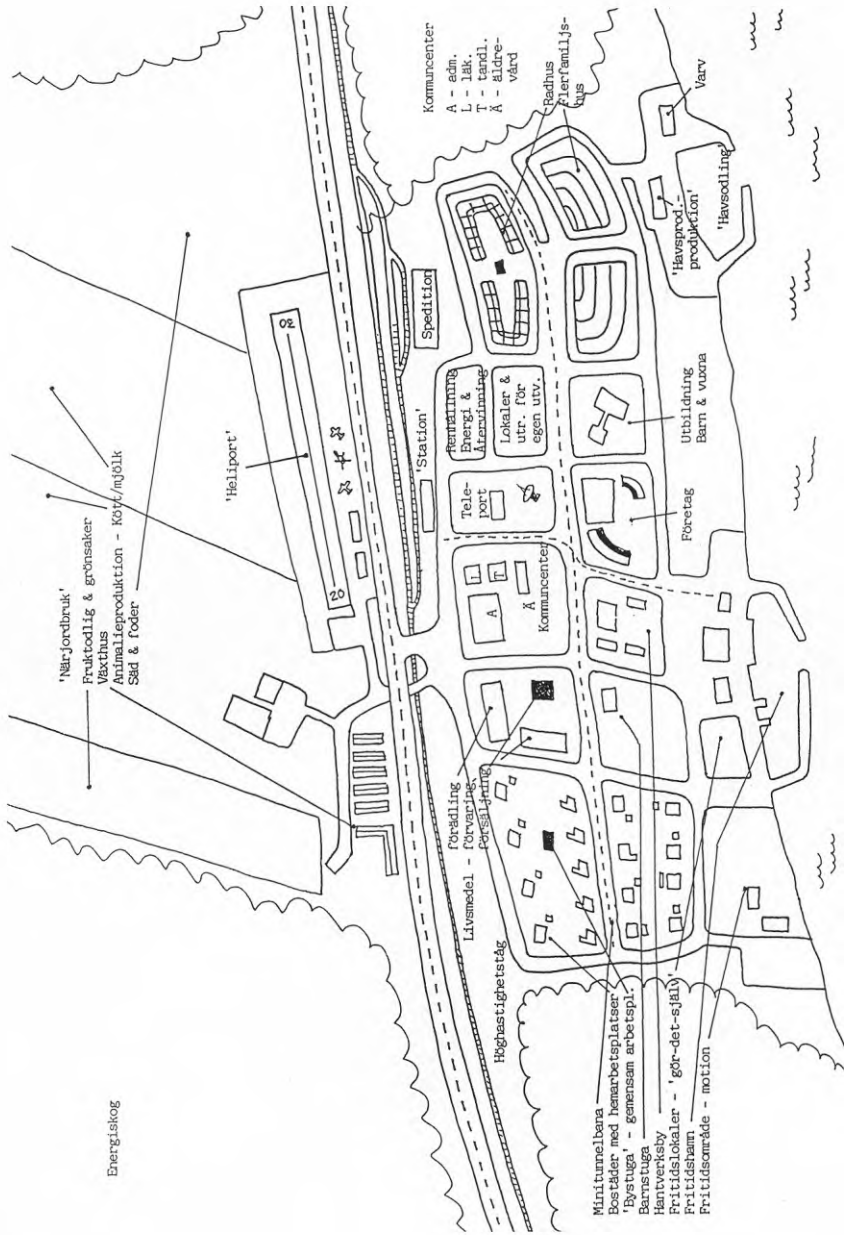 Energiskog
'Närjordbruk'
Fruktodlig & grönsaker
Växthus
Animalieproduktion - Kött/mjölk
Säd & foder
'Heliport'
20
02
Kommuncenter
A - adm.
L - läk.
T - tandl.
Ä - äldre-
vård
'Station'
Spedition
Höghastighetståg
Livsmedel -
förädling
förvaring
försäljning
A
L
T
Ä
Kommuncenter
Tele-
port
Renhållning
Energi &
Återvinning
Lokaler &
utr. för
egen utv.
Radhus
Flerfamiljs-
hus
Minitunnelbana
Bostäder med hemarbetsplatser
'Bystuga' - gemensam arbetspl.
Barnstuga
Hantverksby
Fritidslokaler - 'gör-det-själv'
Fritidshamn
Fritidsområde - motion
Företag
Utbildning
Barn & vuxna
'Havsprod.-
produktion'
'Havsodling'
Varv